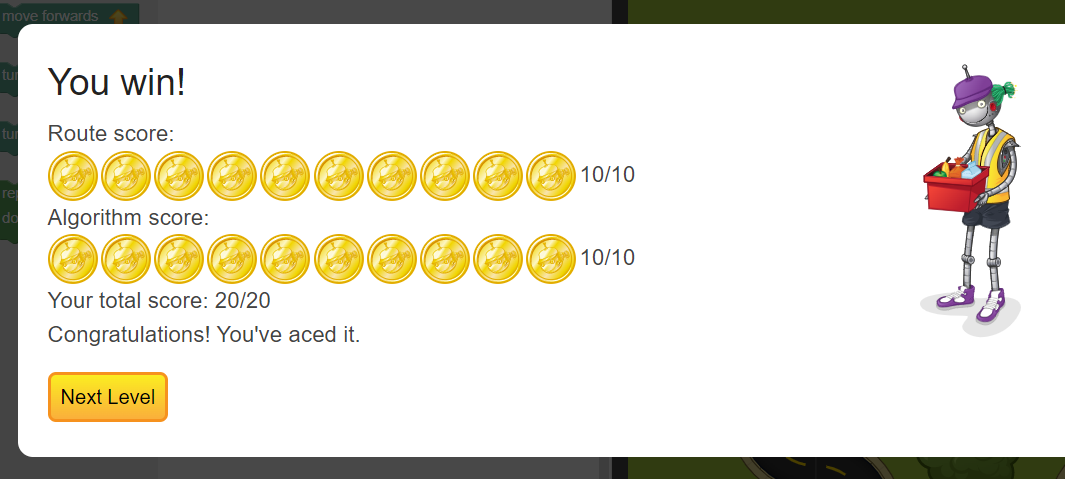 move forwards
You win!
Route score:
10/10
Algorithm score:
10/10
Your total score: 20/20
Congratulations! You've aced it.
Next Level